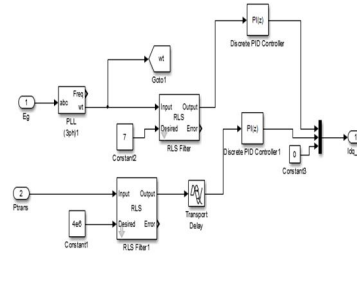 PI(z)
Discrete PID Controller
wt
Goto1
1
Eg
abc
Freq
wt
PLL
(3ph)1
Input
Output
RLS
Desired
Error
RLS Filter
7
Constant2
PI(z)
Discrete PID Controller1
0
Constant3
1
2
Ptrans
Input
Output
RLS
Desired
Error
RLS Filter1
4e6
Constant1
Transport
Delay